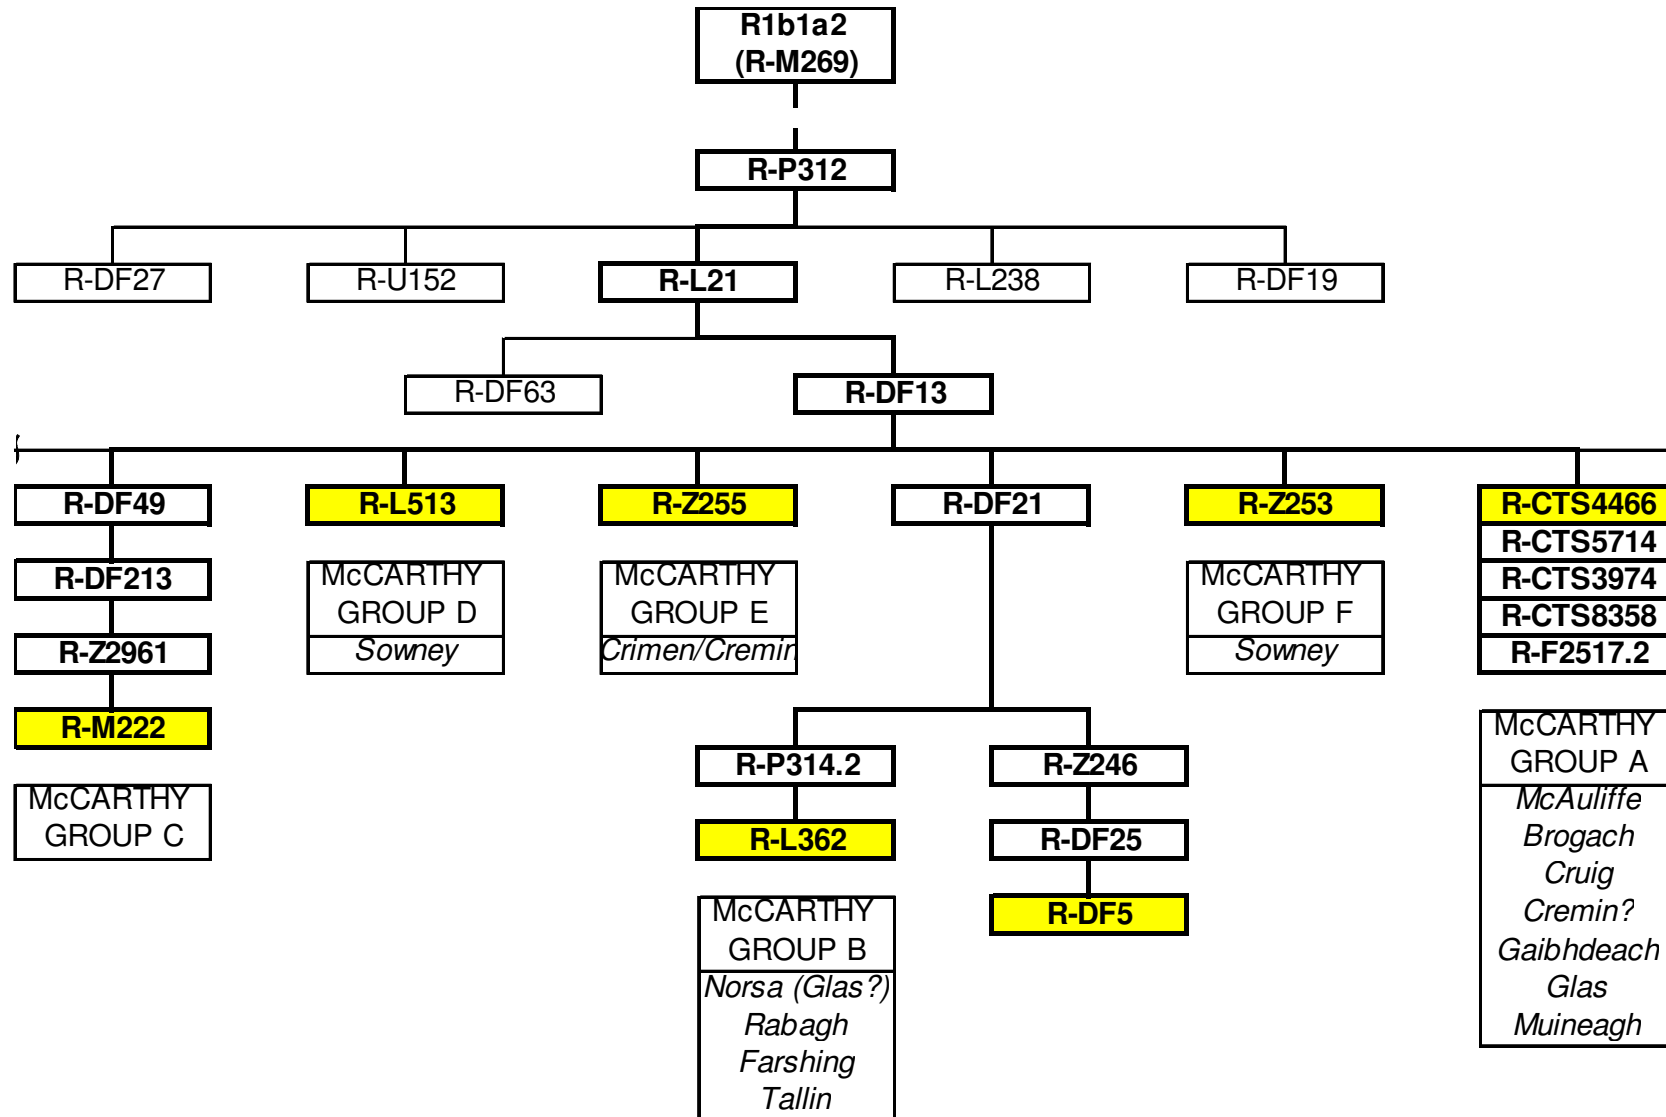 R1b1a2
(R-M269)
R-P312
R-DF27
R-U152
R-L21
R-L238
R-DF19
R-DF63
R-DF13
R-DF49
R-L513
R-Z255
R-DF21
R-Z253
R-CTS4466
R-CTS5714
R-CTS3974
R-CTS8358
R-F2517.2
R-DF213
R-Z2961
R-M222
McCARTHY
GROUP C
McCARTHY
GROUP D
Sowney
McCARTHY
GROUP E
Crimen/Cremin
R-P314.2
R-L362
McCARTHY
GROUP B
Norsa (Glas?)
Rabagh
Farshing
Tallin
R-Z246
R-DF25
R-DF5
McCARTHY
GROUP F
Sowney
McCARTHY
GROUP A
McAuliffe
Brogach
Cruig
Cremin?
Gaibhdeach
Glas
Muineagh